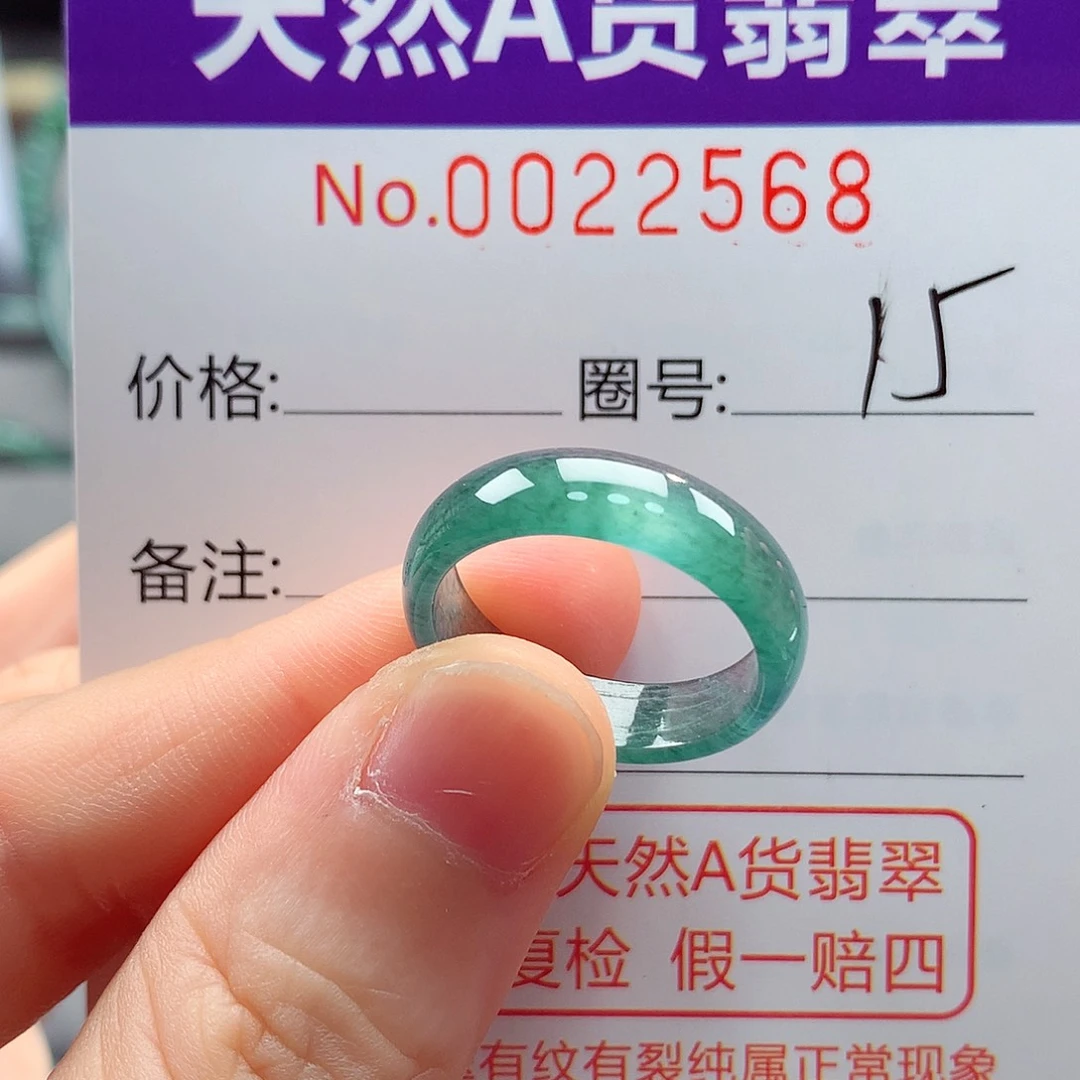 天然A货翡翠
No.0022568
价格: 圈号: 15
备注:
天然A货翡翠
复检 假一赔四
有纹有裂纯属正常现象